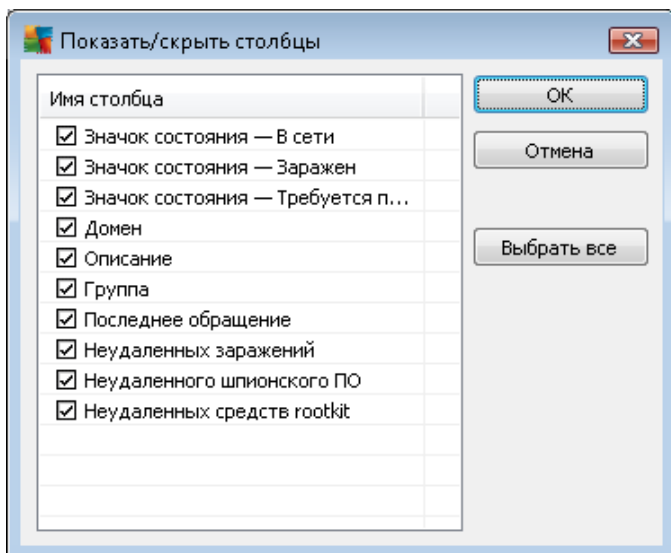 Показать/скрыть столбцы
Имя столбца
Значок состояния — В сети
Значок состояния — Заражен
Значок состояния — Требуется п...
Домен
Описание
Группа
Последнее обращение
Неудаленных заражений
Неудаленного шпионского ПО
Неудаленных средств rootkit
ОК
Отмена
Выбрать все